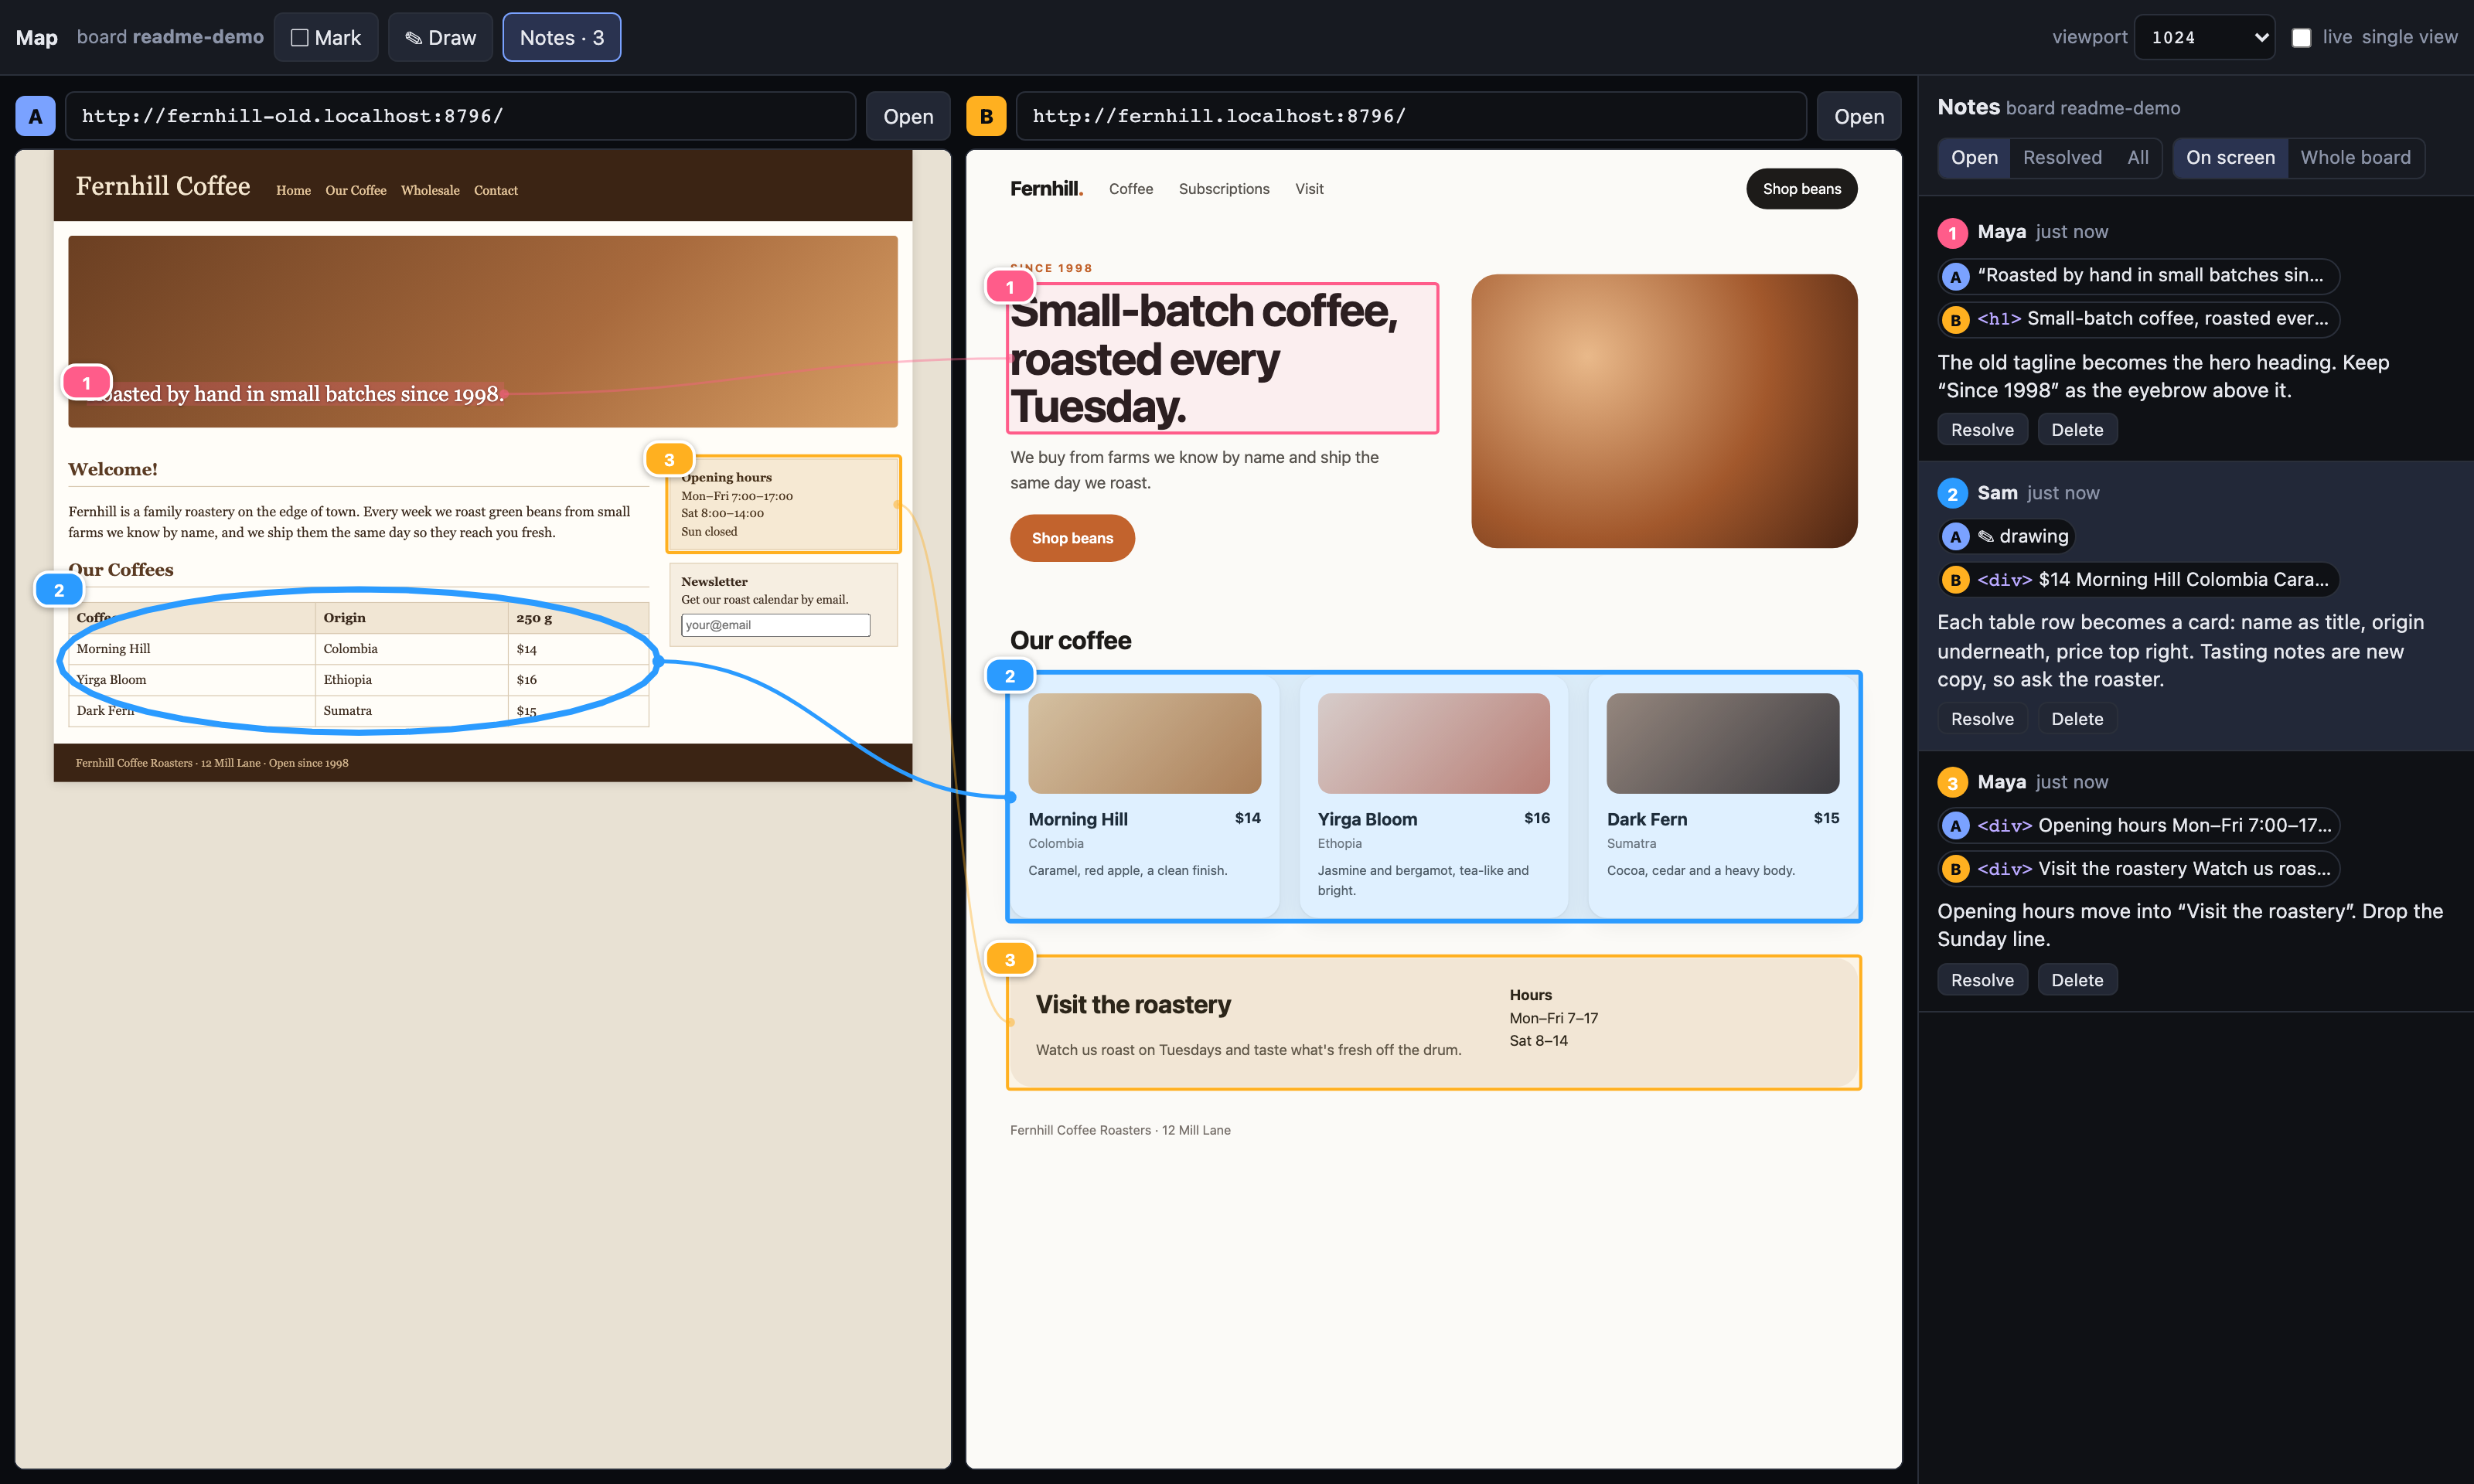 Map board readme-demo Mark Draw Notes · 3 viewport 1024 live single view
A http://fernhill-old.localhost:8796/ Open
Fernhill Coffee Home Our Coffee Wholesale Contact
1
Roasted by hand in small batches since 1998.
Welcome!
Fernhill is a family roastery on the edge of town. Every week we roast green beans from small
farms we know by name, and we ship them the same day so they reach you fresh.
Our Coffees
2
Coffee Origin 250 g
Morning Hill Colombia $14
Yirga Bloom Ethiopia $16
Dark Fern Sumatra $15
3
Opening hours
Mon–Fri 7:00–17:00
Sat 8:00–14:00
Sun closed
Newsletter
Get our roast calendar by email.
your@email
Fernhill Coffee Roasters · 12 Mill Lane · Open since 1998
B http://fernhill.localhost:8796/ Open
Fernhill. Coffee Subscriptions Visit Shop beans
SINCE 1998
1
Small-batch coffee,
roasted every
Tuesday.
We buy from farms we know by name and ship the
same day we roast.
Shop beans
Our coffee
2
Morning Hill $14
Colombia
Caramel, red apple, a clean finish.
Yirga Bloom $16
Ethopia
Jasmine and bergamot, tea-like and
bright.
Dark Fern $15
Sumatra
Cocoa, cedar and a heavy body.
3
Visit the roastery
Watch us roast on Tuesdays and taste what's fresh off the drum.
Hours
Mon–Fri 7–17
Sat 8–14
Fernhill Coffee Roasters · 12 Mill Lane
Notes board readme-demo
Open Resolved All On screen Whole board
1 Maya just now
A “Roasted by hand in small batches sin...
B <h1> Small-batch coffee, roasted ever...
The old tagline becomes the hero heading. Keep
“Since 1998” as the eyebrow above it.
Resolve Delete
2 Sam just now
A drawing
B <div> $14 Morning Hill Colombia Cara...
Each table row becomes a card: name as title, origin
underneath, price top right. Tasting notes are new
copy, so ask the roaster.
Resolve Delete
3 Maya just now
A <div> Opening hours Mon–Fri 7:00–17...
B <div> Visit the roastery Watch us roas...
Opening hours move into “Visit the roastery”. Drop the
Sunday line.
Resolve Delete